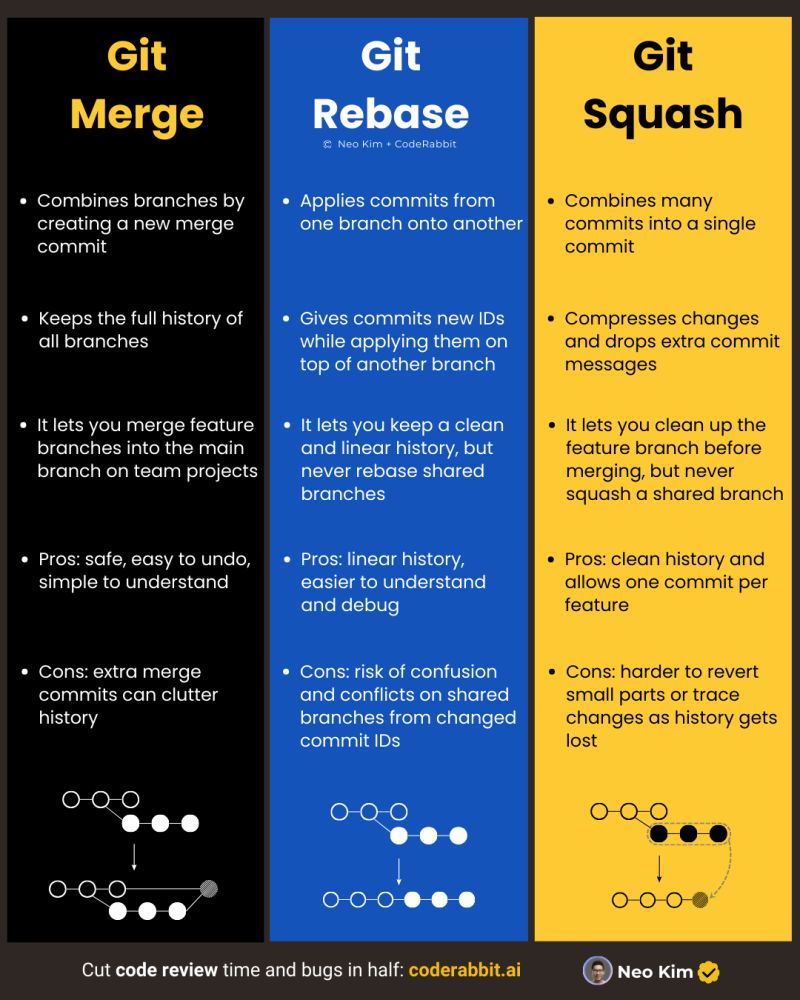 Git
Merge
• Combines branches by
creating a new merge
commit
• Keeps the full history of
all branches
• It lets you merge feature
branches into the main
branch on team projects
• Pros: safe, easy to undo,
simple to understand
• Cons: extra merge
commits can clutter
history
Git
Rebase
© Neo Kim + CodeRabbit
• Applies commits from
one branch onto another
• Gives commits new IDs
while applying them on
top of another branch
• It lets you keep a clean
and linear history, but
never rebase shared
branches
• Pros: linear history,
easier to understand
and debug
• Cons: risk of confusion
and conflicts on shared
branches from changed
commit IDs
Git
Squash
• Combines many
commits into a single
commit
• Compresses changes
and drops extra commit
messages
• It lets you clean up the
feature branch before
merging, but never
squash a shared branch
• Pros: clean history and
allows one commit per
feature
• Cons: harder to revert
small parts or trace
changes as history gets
lost
Cut code review time and bugs in half: coderabbit.ai
Neo Kim